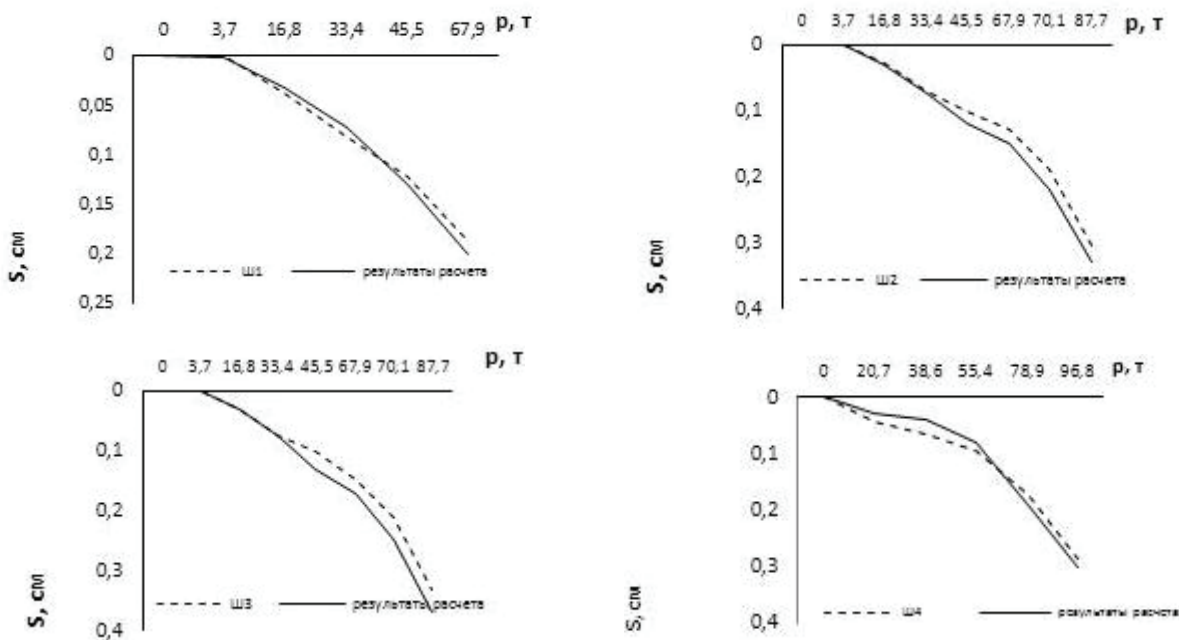 0 3,7 16,8 33,4 45,5 67,9 р, т
0
0,05
0,1
0,15
0,2
0,25
S, см
Ш1 результаты расчета
0 3,7 16,8 33,4 45,5 67,9 70,1 87,7 р, т
0
0,1
0,2
0,3
0,4
S, см
Ш2 результаты расчета
0 3,7 16,8 33,4 45,5 67,9 70,1 87,7 р, т
0
0,1
0,2
0,3
0,4
S, см
Ш3 результаты расчета
0 20,7 38,6 55,4 78,9 96,8 р, т
0
0,1
0,2
0,3
0,4
S, см
Ш4 результаты расчета